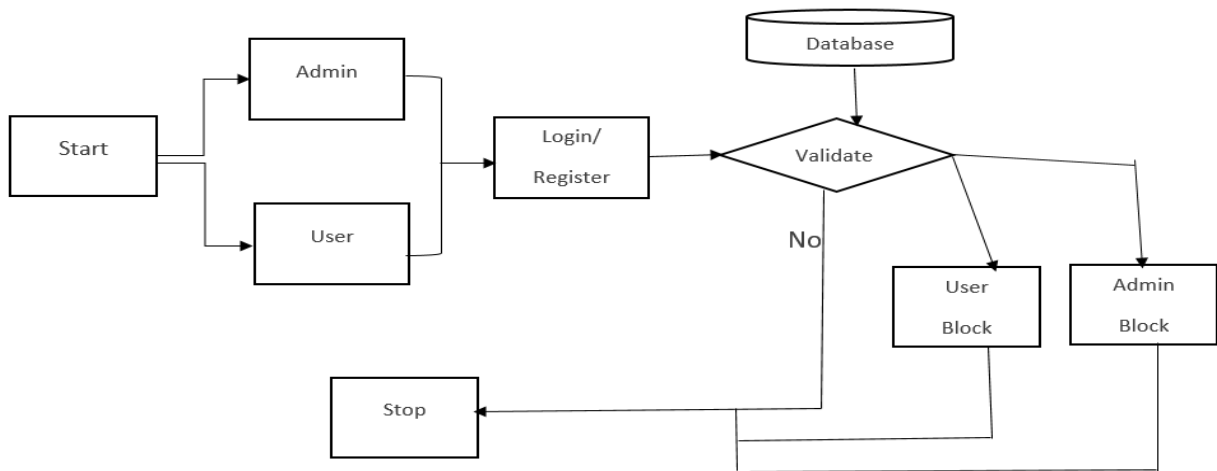 Database
Admin
Start
Login/
Register
Validate
User
No
User
Block
Admin
Block
Stop